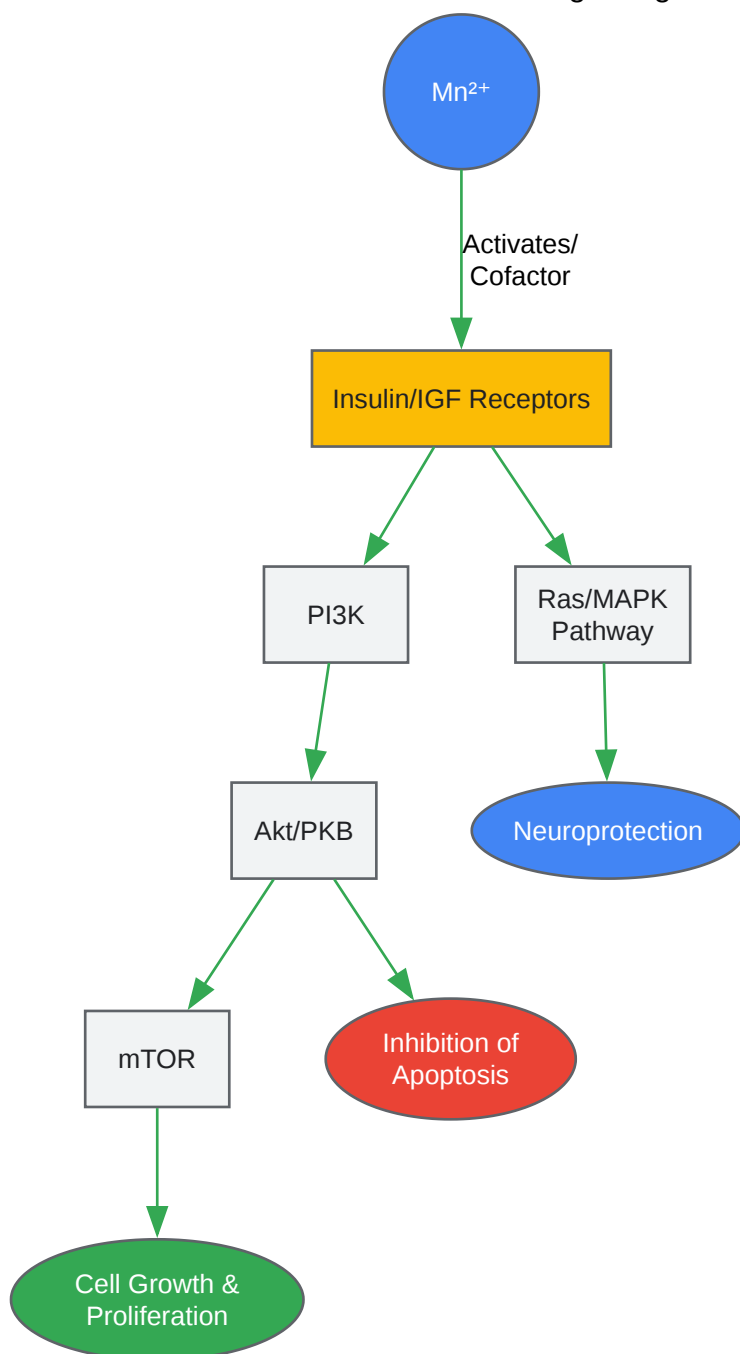 Mn²⁺
Activates/
Cofactor
Insulin/IGF Receptors
PI3K
Ras/MAPK
Pathway
Akt/PKB
Neuroprotection
mTOR
Inhibition of
Apoptosis
Cell Growth &
Proliferation